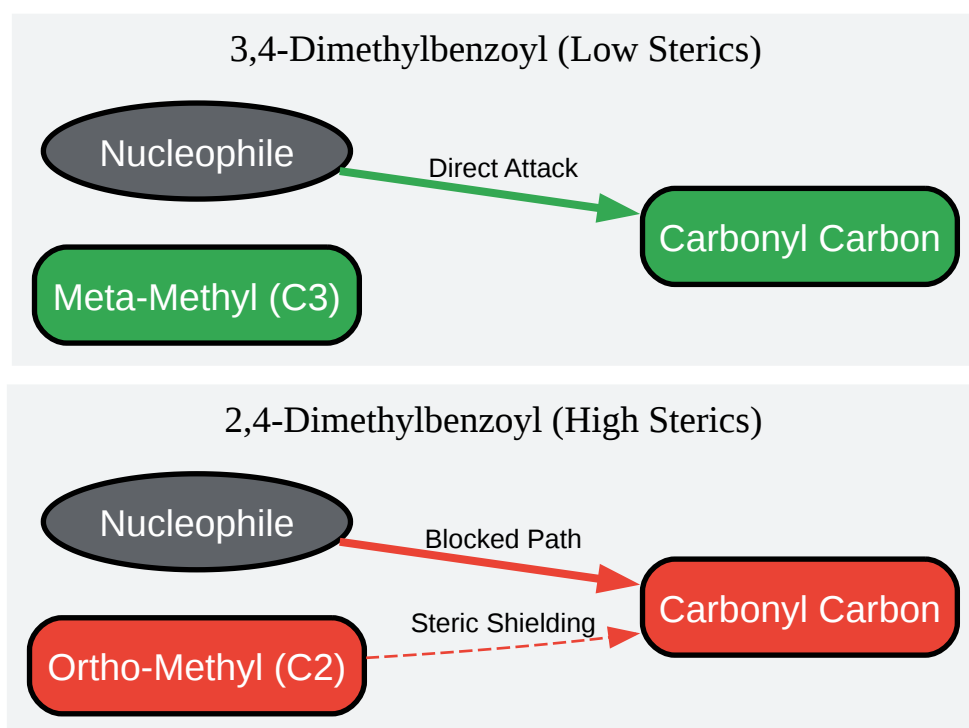 3,4-Dimethylbenzoyl (Low Sterics)
Nucleophile
Direct Attack
Carbonyl Carbon
Meta-Methyl (C3)
2,4-Dimethylbenzoyl (High Sterics)
Nucleophile
Blocked Path
Carbonyl Carbon
Steric Shielding
Ortho-Methyl (C2)